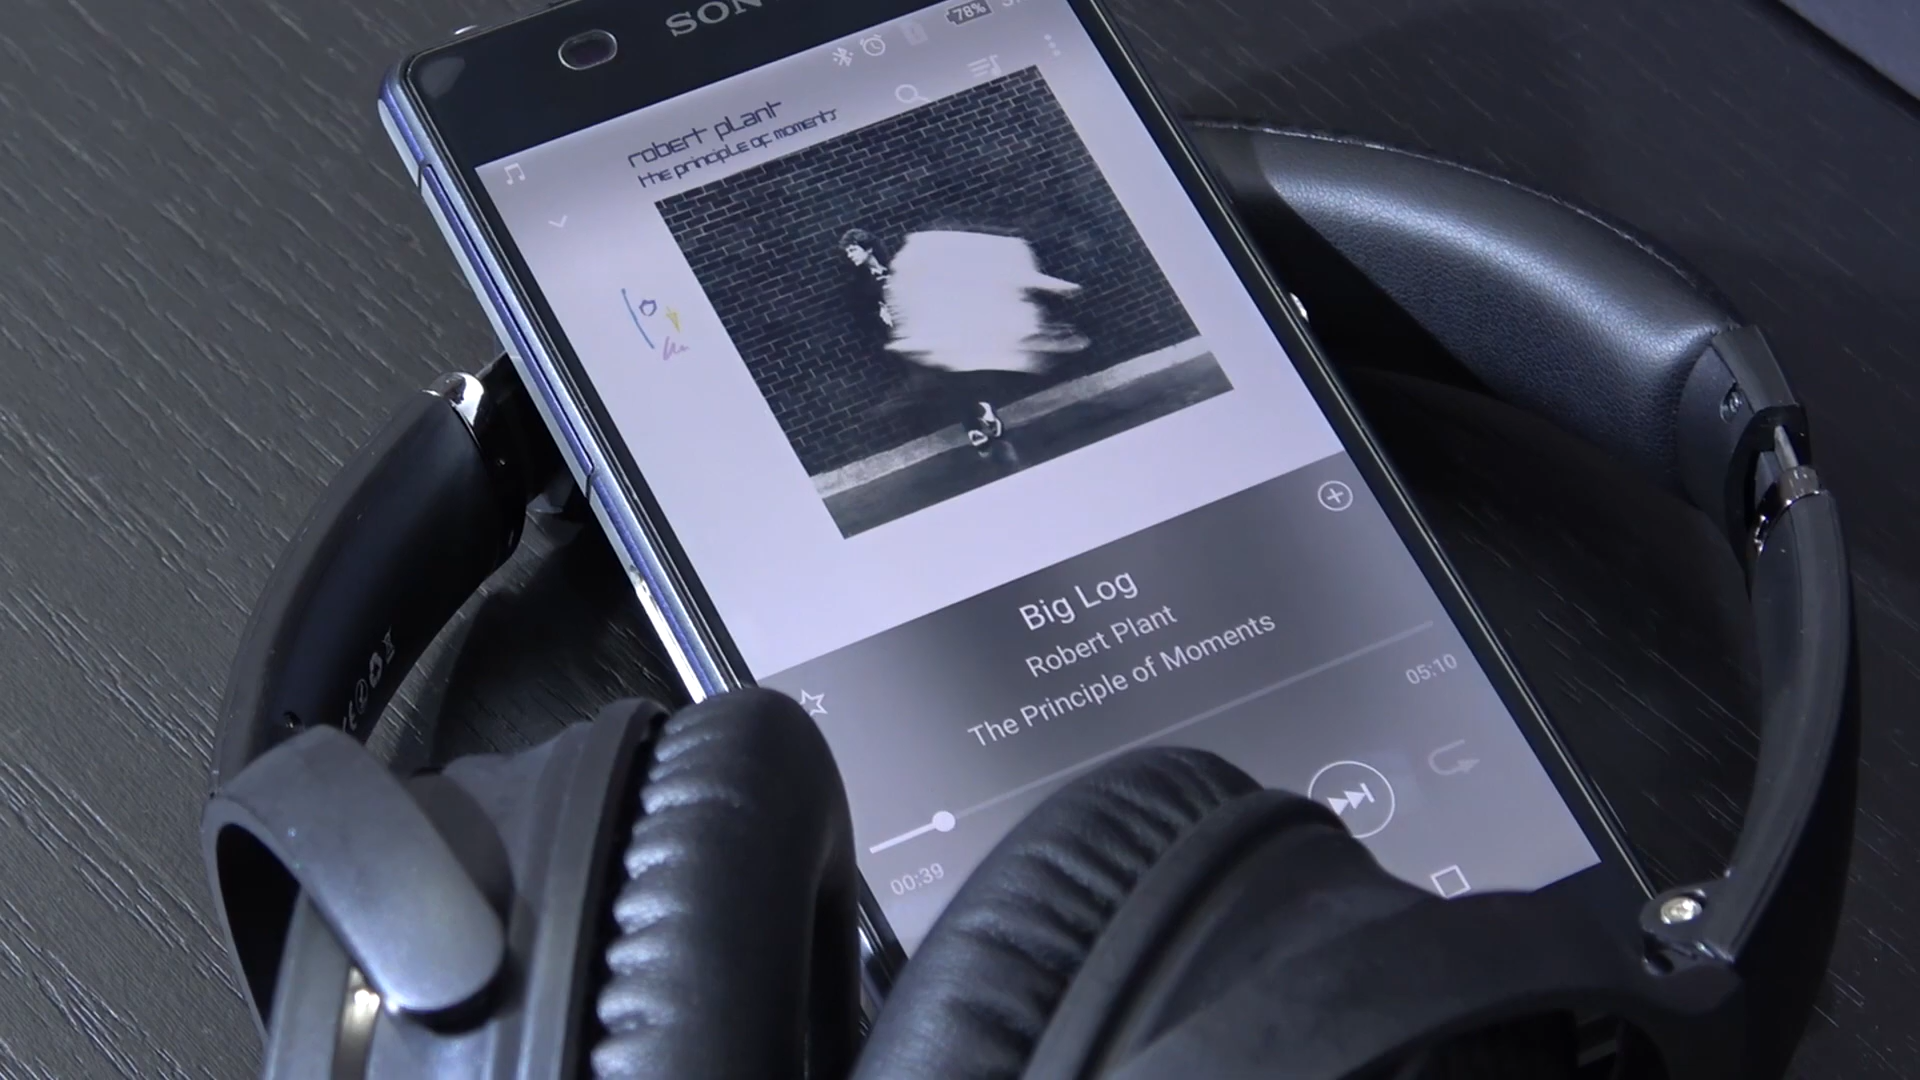 SON
78%
robert plant
the principle of moments
Big Log
Robert Plant
The Principle of Moments
05:10
00:39